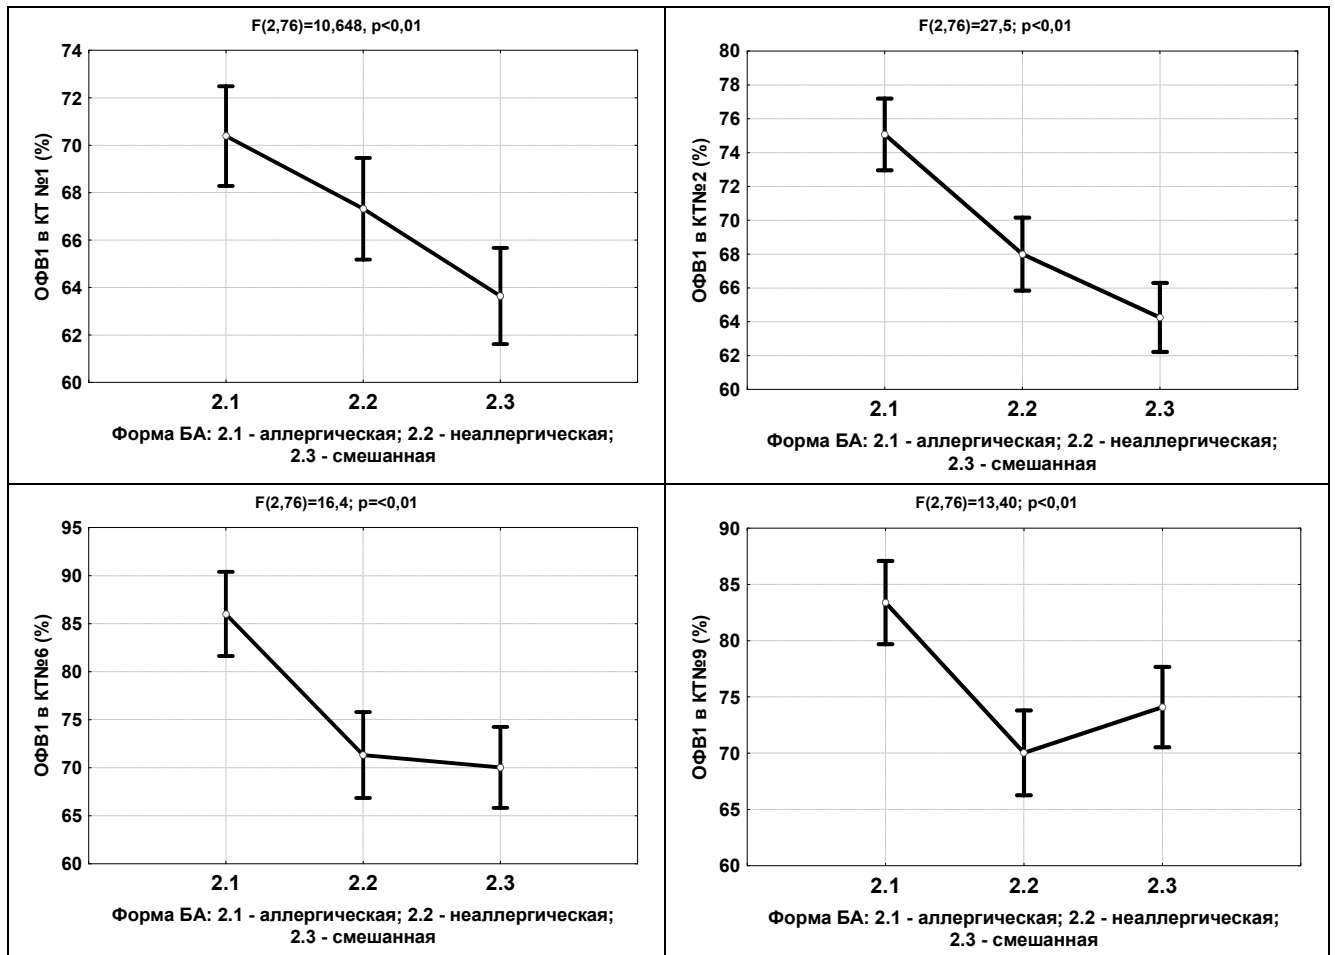 F(2,76)=10,648, p<0,01
ОФВ1 в КТ №1 (%)
74
72
70
68
66
64
62
60
2.1 2.2 2.3
Форма БА: 2.1 - аллергическая; 2.2 - неаллергическая;
2.3 - смешанная
F(2,76)=27,5; p<0,01
ОФВ1 в КТ№2 (%)
80
78
76
74
72
70
68
66
64
62
60
2.1 2.2 2.3
Форма БА: 2.1 - аллергическая; 2.2 - неаллергическая;
2.3 - смешанная
F(2,76)=16,4; p=<0,01
ОФВ1 в КТ№6 (%)
95
90
85
80
75
70
65
60
2.1 2.2 2.3
Форма БА: 2.1 - аллергическая; 2.2 - неаллергическая;
2.3 - смешанная
F(2,76)=13,40; p<0,01
ОФВ1 в КТ№9 (%)
90
85
80
75
70
65
60
2.1 2.2 2.3
Форма БА: 2.1 - аллергическая; 2.2 - неаллергическая;
2.3 - смешанная